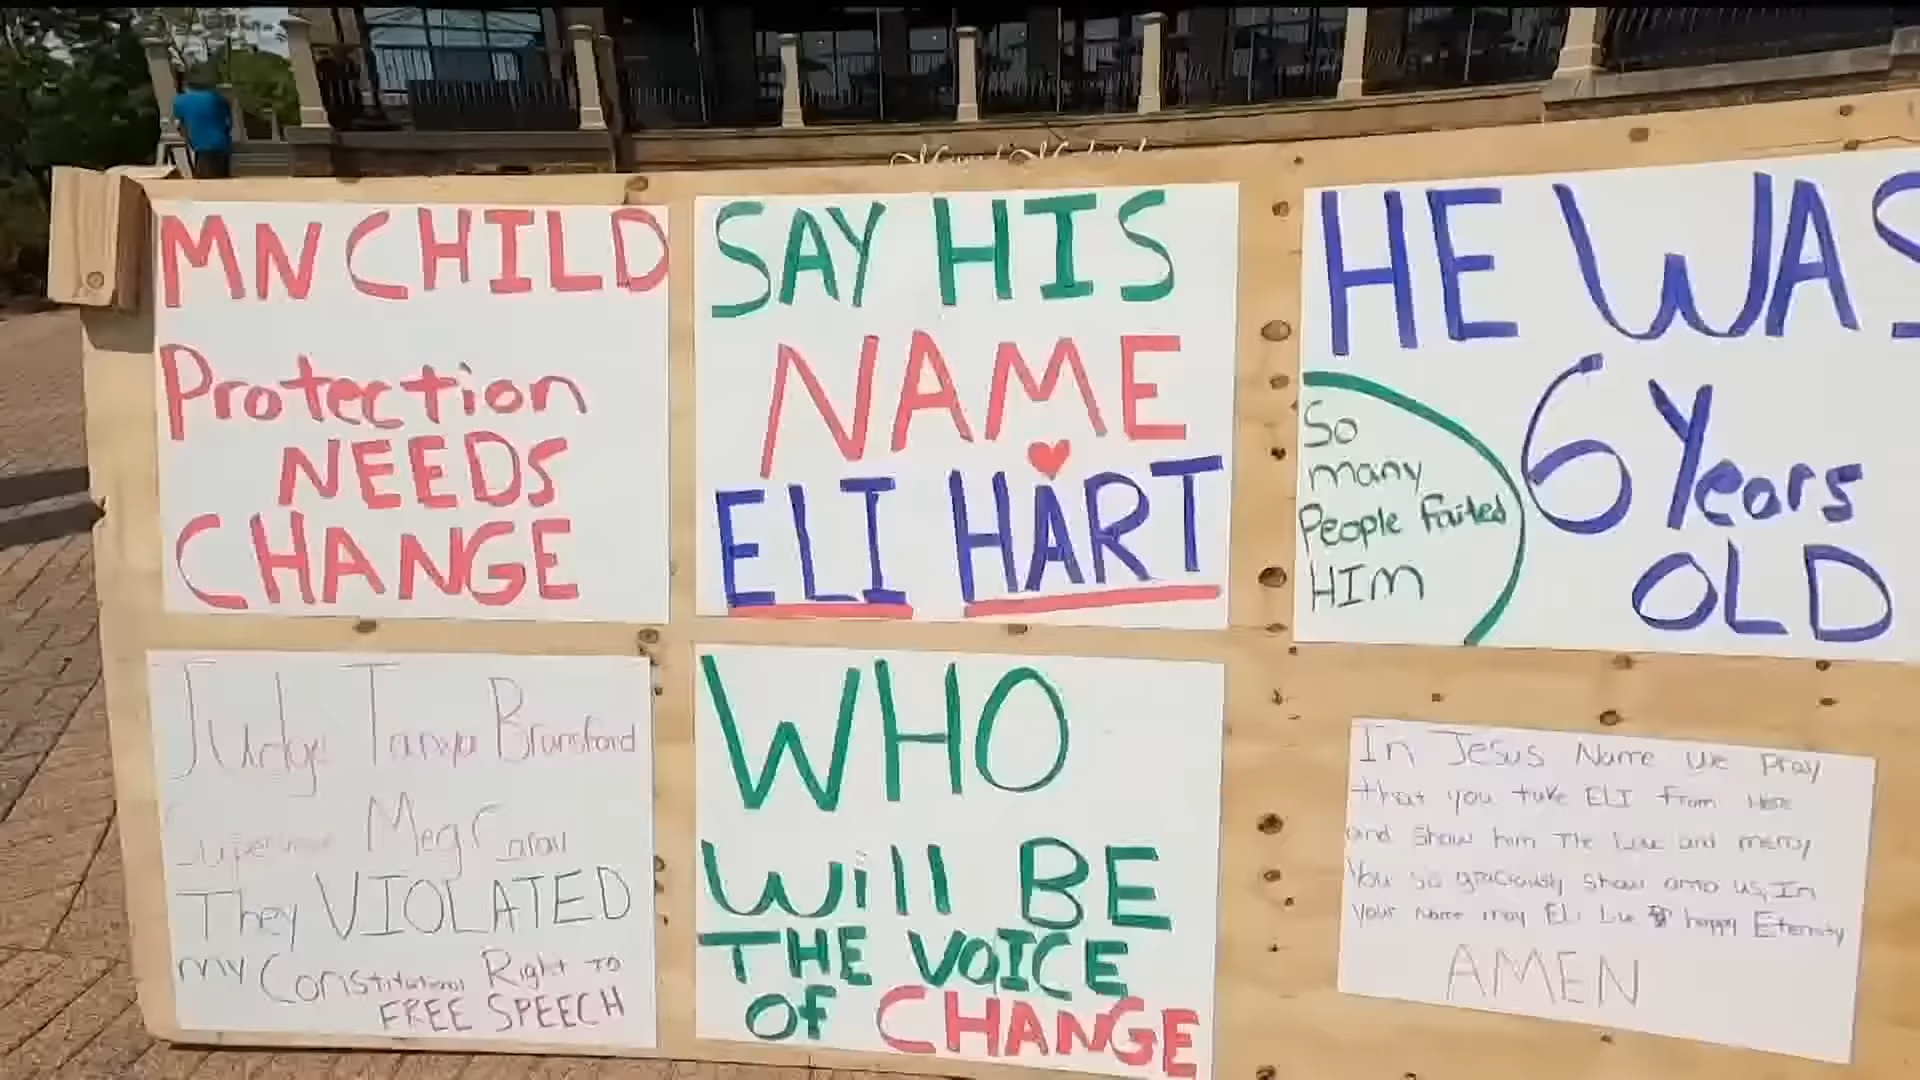 MN CHILD
Protection
NEEDS
CHANGE
SAY HIS
NAME
ELI HART
HE WAS
6 Years
OLD
So
many
People Failed
HIM
Judge Tanya Bransford
Supervisor Meg
They VIOLATED
my Constitutional Right TO
FREE SPEECH
WHO
Will BE
THE VOICE
OF CHANGE
In Jesus Name we pray
that you take ELI from Here
and show him The Love and mercy
You so graciously show onto us, In
Your Name may ELi Live happy Eternity
AMEN